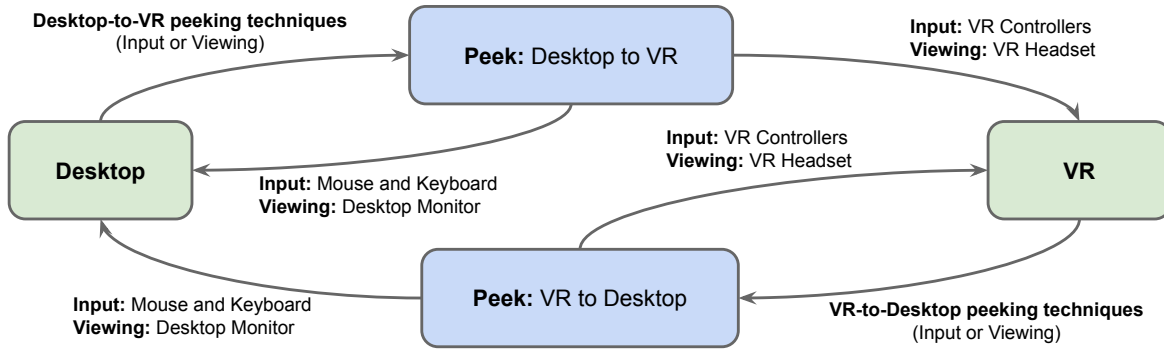 Desktop-to-VR peeking techniques
(Input or Viewing)
Peek: Desktop to VR
Input: VR Controllers
Viewing: VR Headset
Desktop
Input: Mouse and Keyboard
Viewing: Desktop Monitor
Input: VR Controllers
Viewing: VR Headset
VR
Input: Mouse and Keyboard
Viewing: Desktop Monitor
Peek: VR to Desktop
VR-to-Desktop peeking techniques
(Input or Viewing)